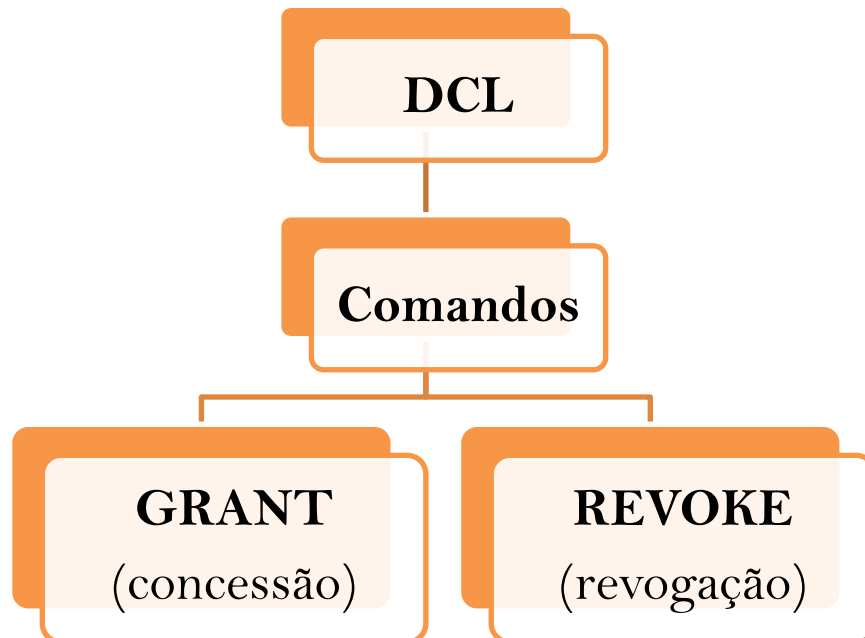 DCL
Comandos
GRANT
(concessão)
REVOKE
(revogação)